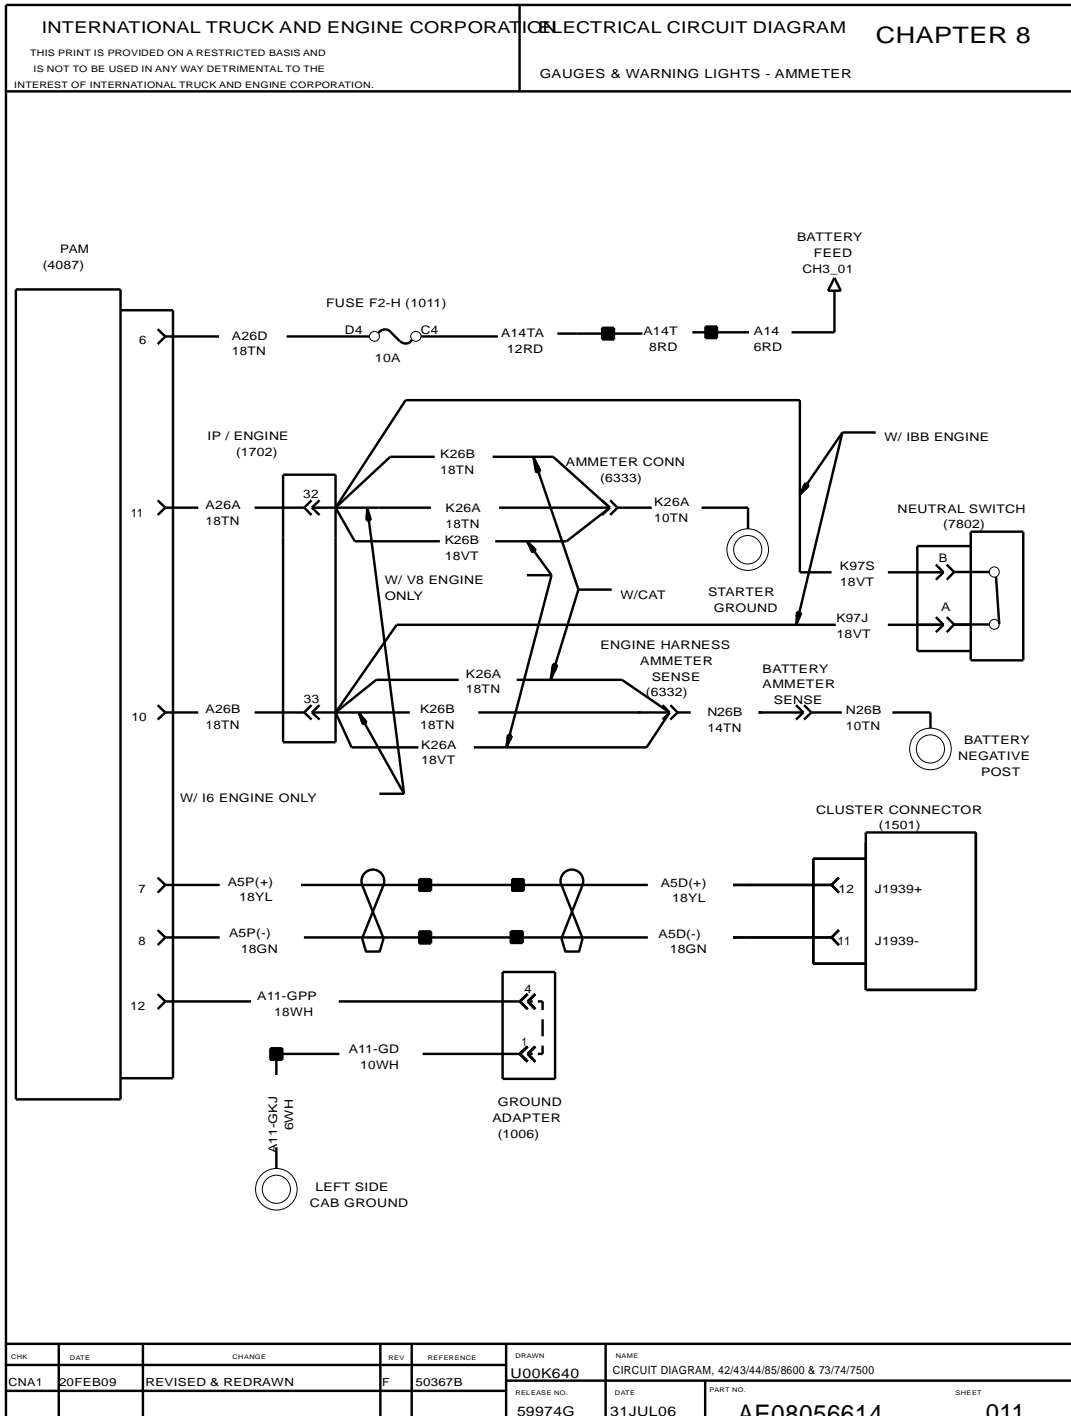 INTERNATIONAL TRUCK AND ENGINE CORPORATION
THIS PRINT IS PROVIDED ON A RESTRICTED BASIS AND
IS NOT TO BE USED IN ANY WAY DETRIMENTAL TO THE
INTEREST OF INTERNATIONAL TRUCK AND ENGINE CORPORATION.
ELECTRICAL CIRCUIT DIAGRAM
CHAPTER 8
GAUGES & WARNING LIGHTS - AMMETER
PAM
(4087)
BATTERY
FEED
CH3_01
FUSE F2-H (1011)
6
A26D
18TN
D4
C4
10A
A14TA
12RD
A14T
8RD
A14
6RD
IP / ENGINE
(1702)
W/ IBB ENGINE
K26B
18TN
AMMETER CONN
(6333)
11
A26A
18TN
32
K26A
18TN
K26A
10TN
K26B
18VT
NEUTRAL SWITCH
(7802)
B
K97S
18VT
A
K97J
18VT
W/ V8 ENGINE
ONLY
W/CAT
STARTER
GROUND
ENGINE HARNESS
AMMETER
SENSE
(6332)
BATTERY
AMMETER
SENSE
K26A
18TN
10
A26B
18TN
33
K26B
18TN
N26B
14TN
N26B
10TN
K26A
18VT
BATTERY
NEGATIVE
POST
W/ I6 ENGINE ONLY
CLUSTER CONNECTOR
(1501)
7
A5P(+)
18YL
A5D(+)
18YL
12
J1939+
8
A5P(-)
18GN
A5D(-)
18GN
11
J1939-
12
A11-GPP
18WH
4
A11-GD
10WH
1
A11-GKJ
6WH
GROUND
ADAPTER
(1006)
LEFT SIDE
CAB GROUND
CHK
DATE
CHANGE
REV
REFERENCE
DRAWN
NAME
CNA1
20FEB09
REVISED & REDRAWN
F
50367B
U00K640
CIRCUIT DIAGRAM, 42/43/44/85/8600 & 73/74/7500
RELEASE NO.
DATE
PART NO.
SHEET
59974G
31JUL06
AE08056614
011